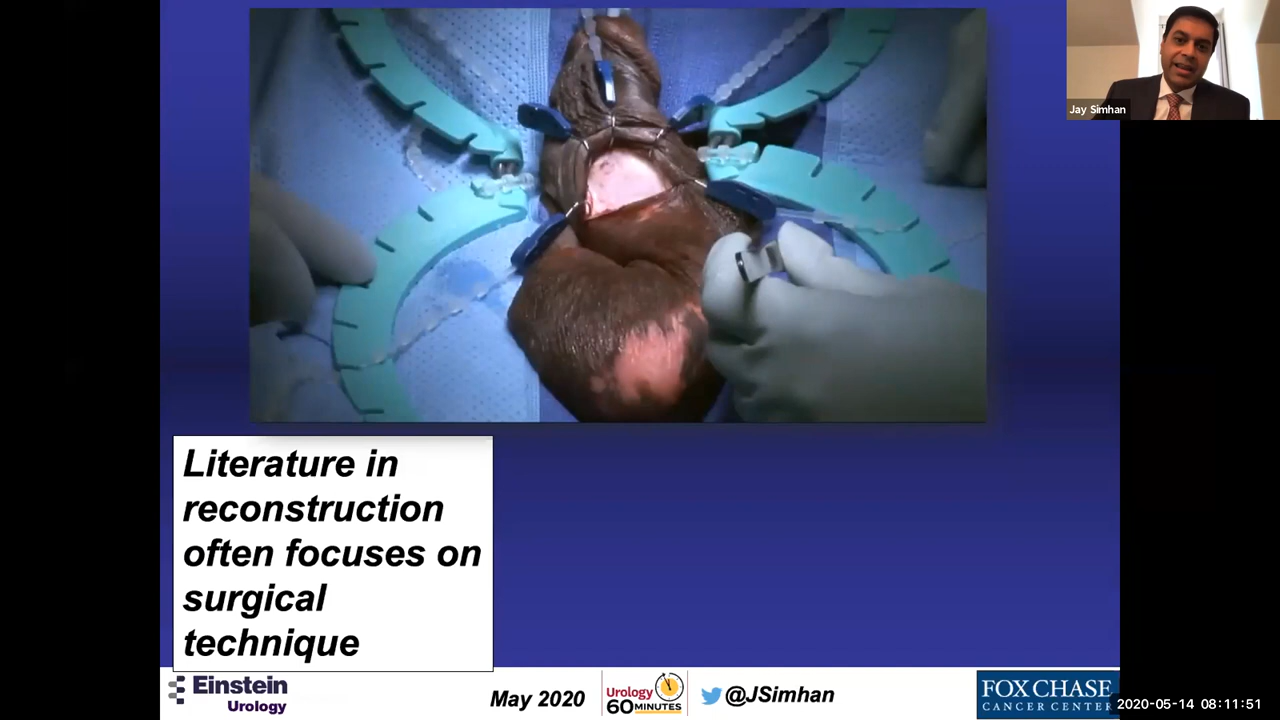 Jay Simhan
Literature in
reconstruction
often focuses on
surgical
technique
Einstein
Urology
May 2020
Urology
60 MINUTES
@JSimhan
FOX CHASE
CANCER CENTER
2020-05-14 08:11:51